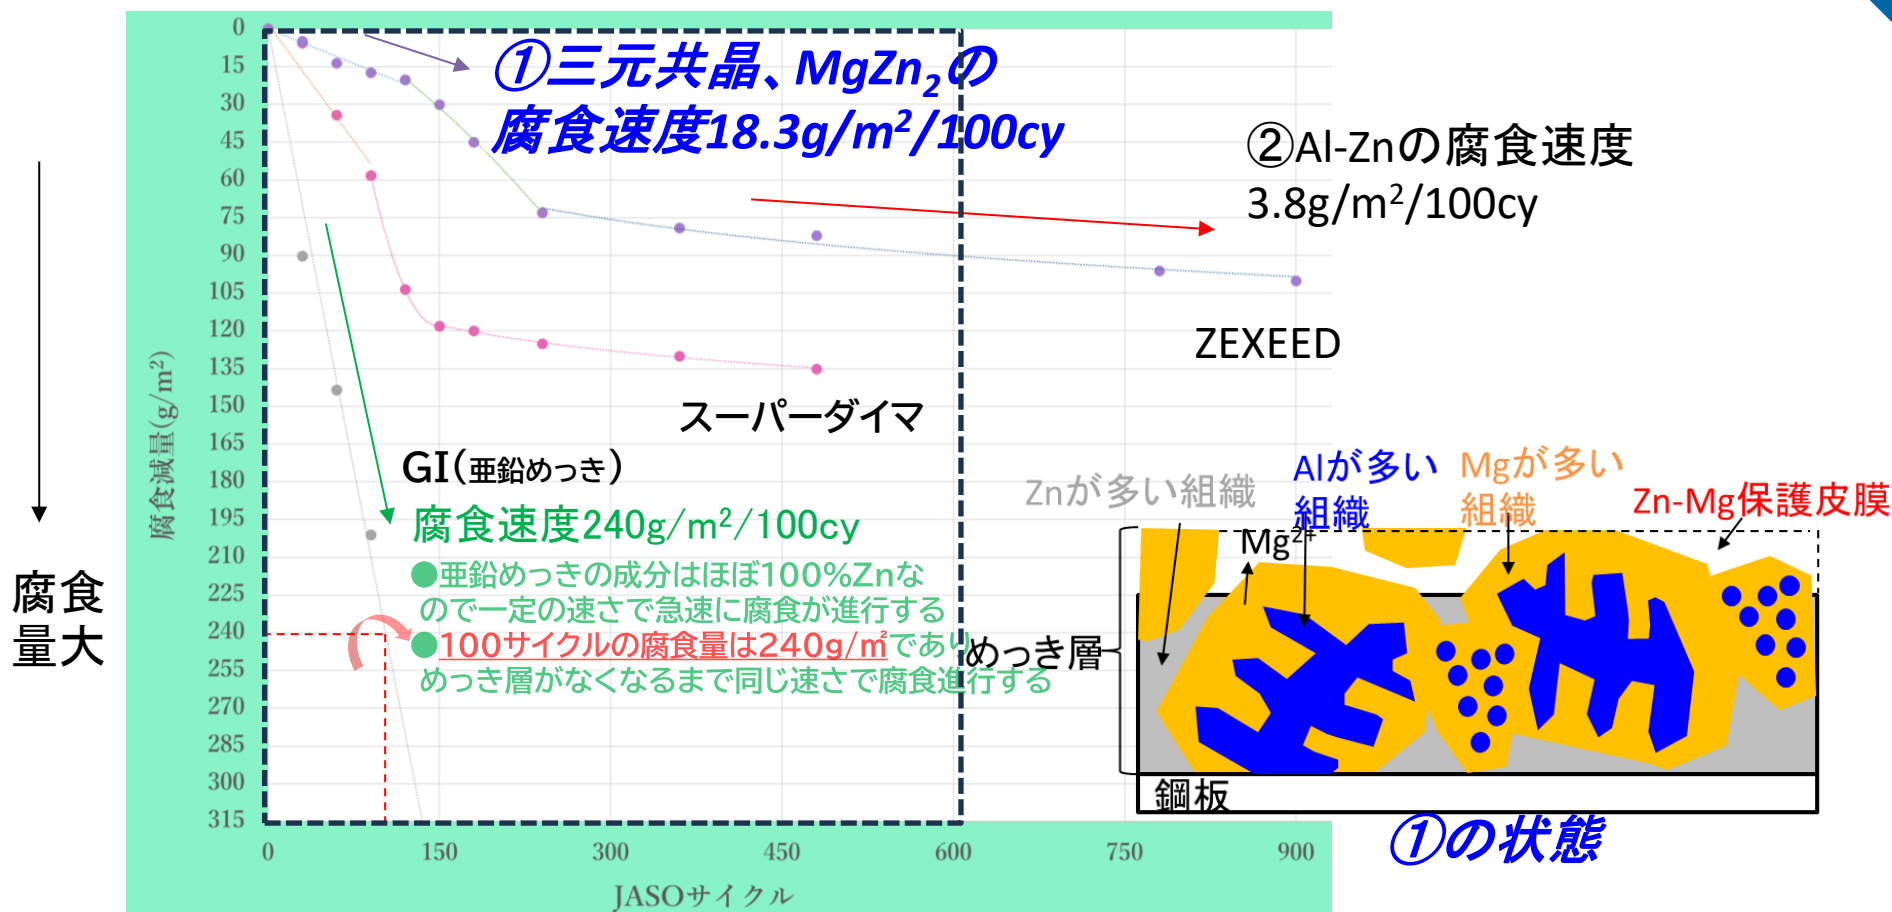 ①三元共晶、MgZn₂の
腐食速度18.3g/m²/100cy
②Al-Znの腐食速度
3.8g/m²/100cy
ZEXEED
スーパーダイマ
GI(亜鉛めっき)
腐食速度240g/m²/100cy
●亜鉛めっきの成分はほぼ100%Znな
ので一定の速さで急速に腐食が進行する
●100サイクルの腐食量は240g/㎡であり
めっき層がなくなるまで同じ速さで腐食進行する
腐食
量大
腐食減量(g/m²)
0
15
30
45
60
75
90
105
120
135
150
165
180
195
210
225
240
255
270
285
300
315
0
150
300
450
600
750
900
JASOサイクル
Znが多い組織
Alが多い
組織
Mgが多い
組織
Zn-Mg保護皮膜
Mg²⁺
めっき層
鋼板
①の状態